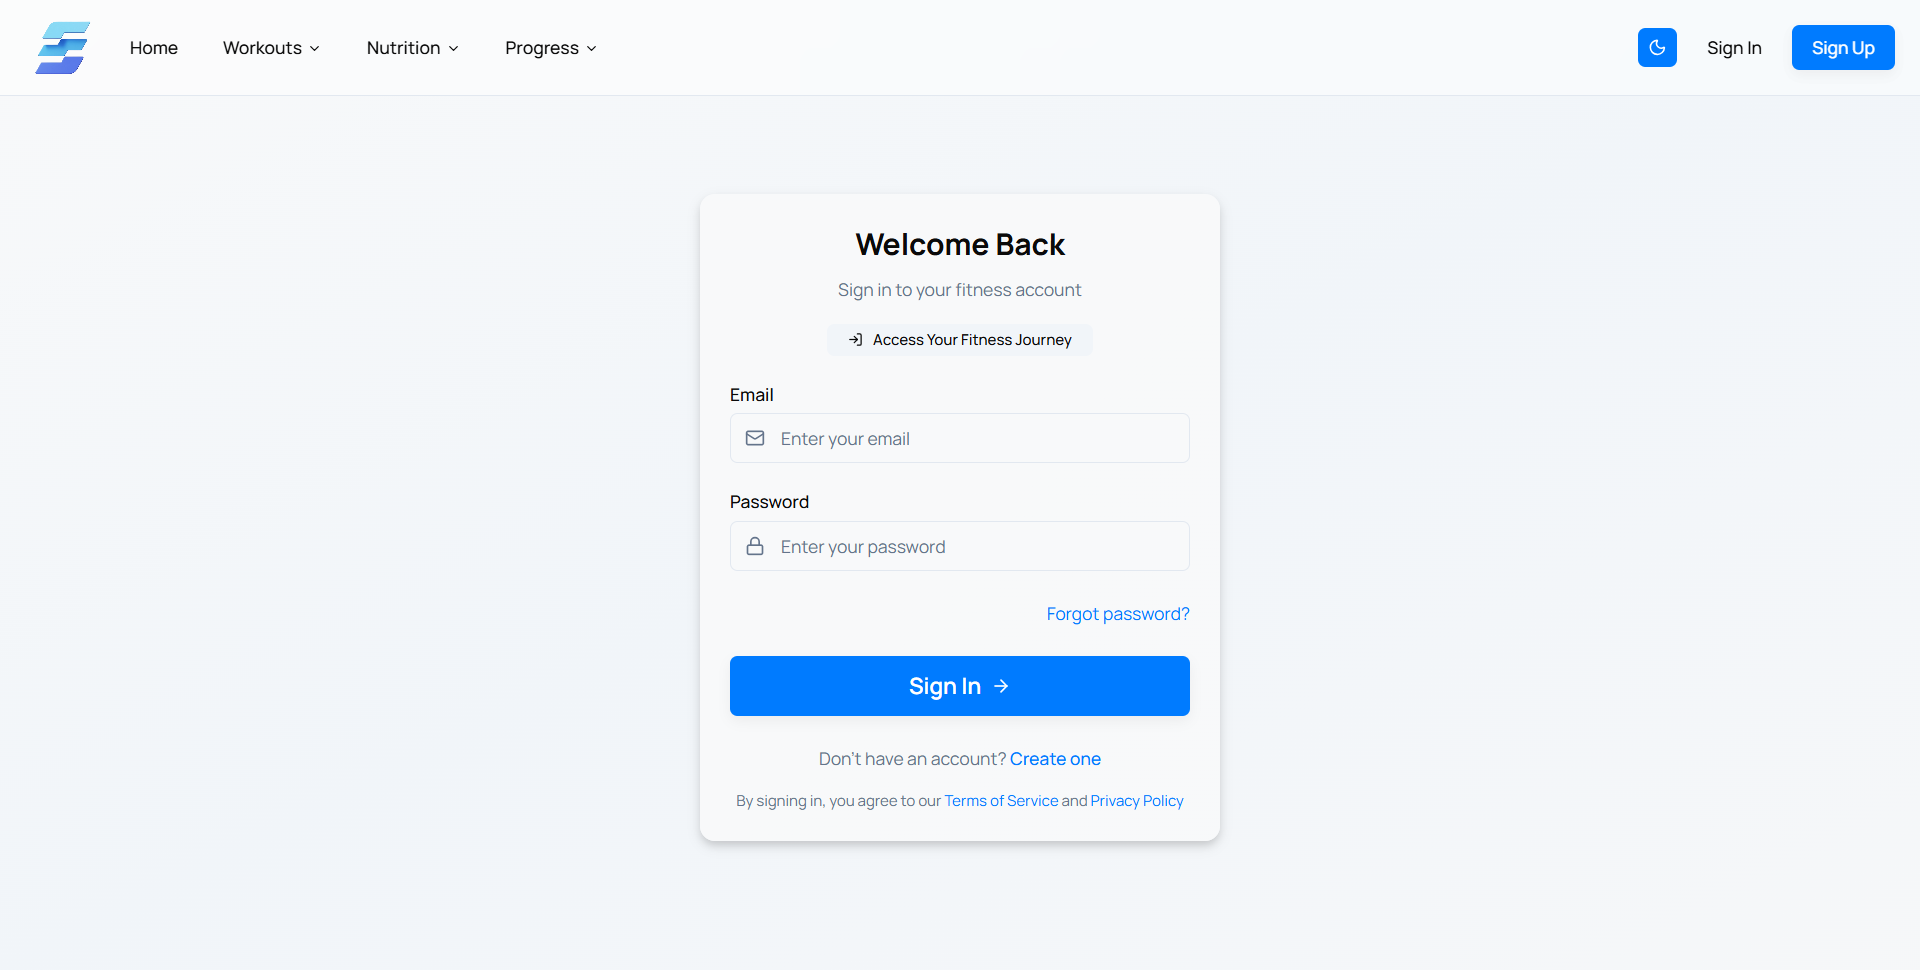 Home Workouts Nutrition Progress Sign In Sign Up
Welcome Back
Sign in to your fitness account
Access Your Fitness Journey
Email
Enter your email
Password
Enter your password
Forgot password?
Sign In
Don't have an account? Create one
By signing in, you agree to our Terms of Service and Privacy Policy